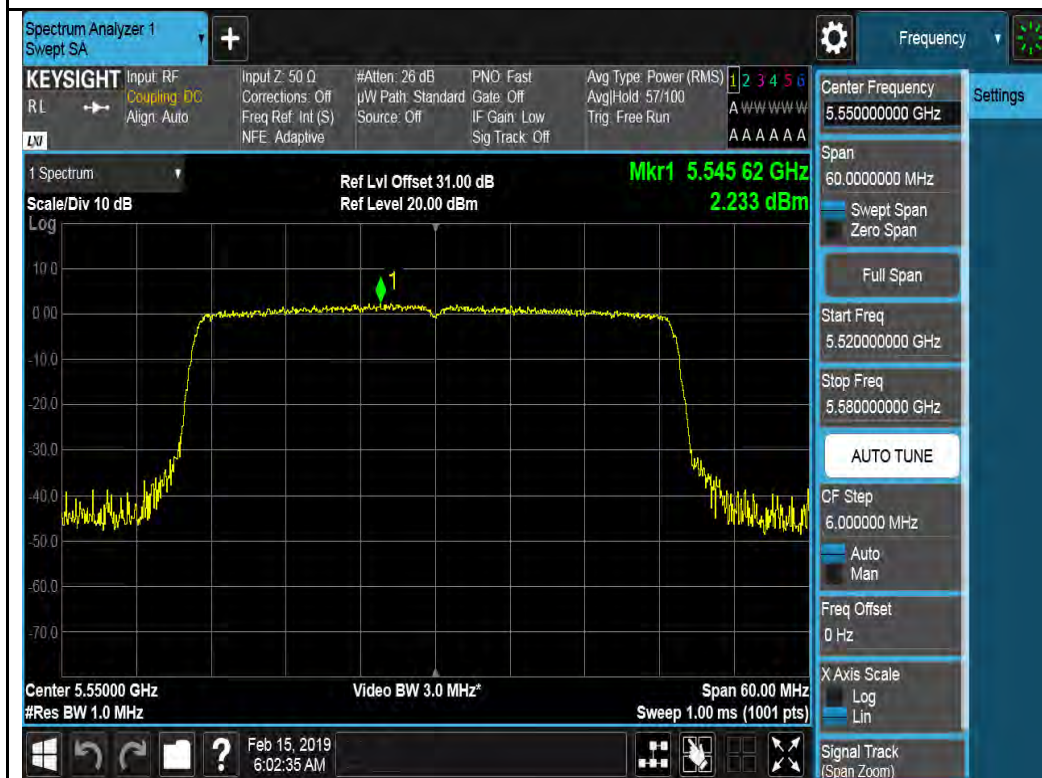 Spectrum Analyzer 1
Swept SA
+
Frequency
KEYSIGHT
RL
LXI
Input: RF
Coupling: DC
Align: Auto
Input Z: 50 Ω
Corrections: Off
Freq Ref: Int (S)
NFE: Adaptive
#Atten: 26 dB
µW Path: Standard
Source: Off
PNO: Fast
Gate: Off
IF Gain: Low
Sig Track: Off
Avg Type: Power (RMS)
Avg|Hold: 57/100
Trig: Free Run
1 2 3 4 5 6
A W W W W W
A A A A A A
1 Spectrum
Scale/Div 10 dB
Ref Lvl Offset 31.00 dB
Ref Level 20.00 dBm
Mkr1 5.545 62 GHz
2.233 dBm
Log
10.0
0.00
-10.0
-20.0
-30.0
-40.0
-50.0
-60.0
-70.0
1
Center 5.55000 GHz
#Res BW 1.0 MHz
Video BW 3.0 MHz*
Span 60.00 MHz
Sweep 1.00 ms (1001 pts)
?
Feb 15, 2019
6:02:35 AM
Center Frequency
5.550000000 GHz
Span
60.0000000 MHz
Swept Span
Zero Span
Full Span
Start Freq
5.520000000 GHz
Stop Freq
5.580000000 GHz
AUTO TUNE
CF Step
6.000000 MHz
Auto
Man
Freq Offset
0 Hz
X Axis Scale
Log
Lin
Signal Track
(Span Zoom)
Settings